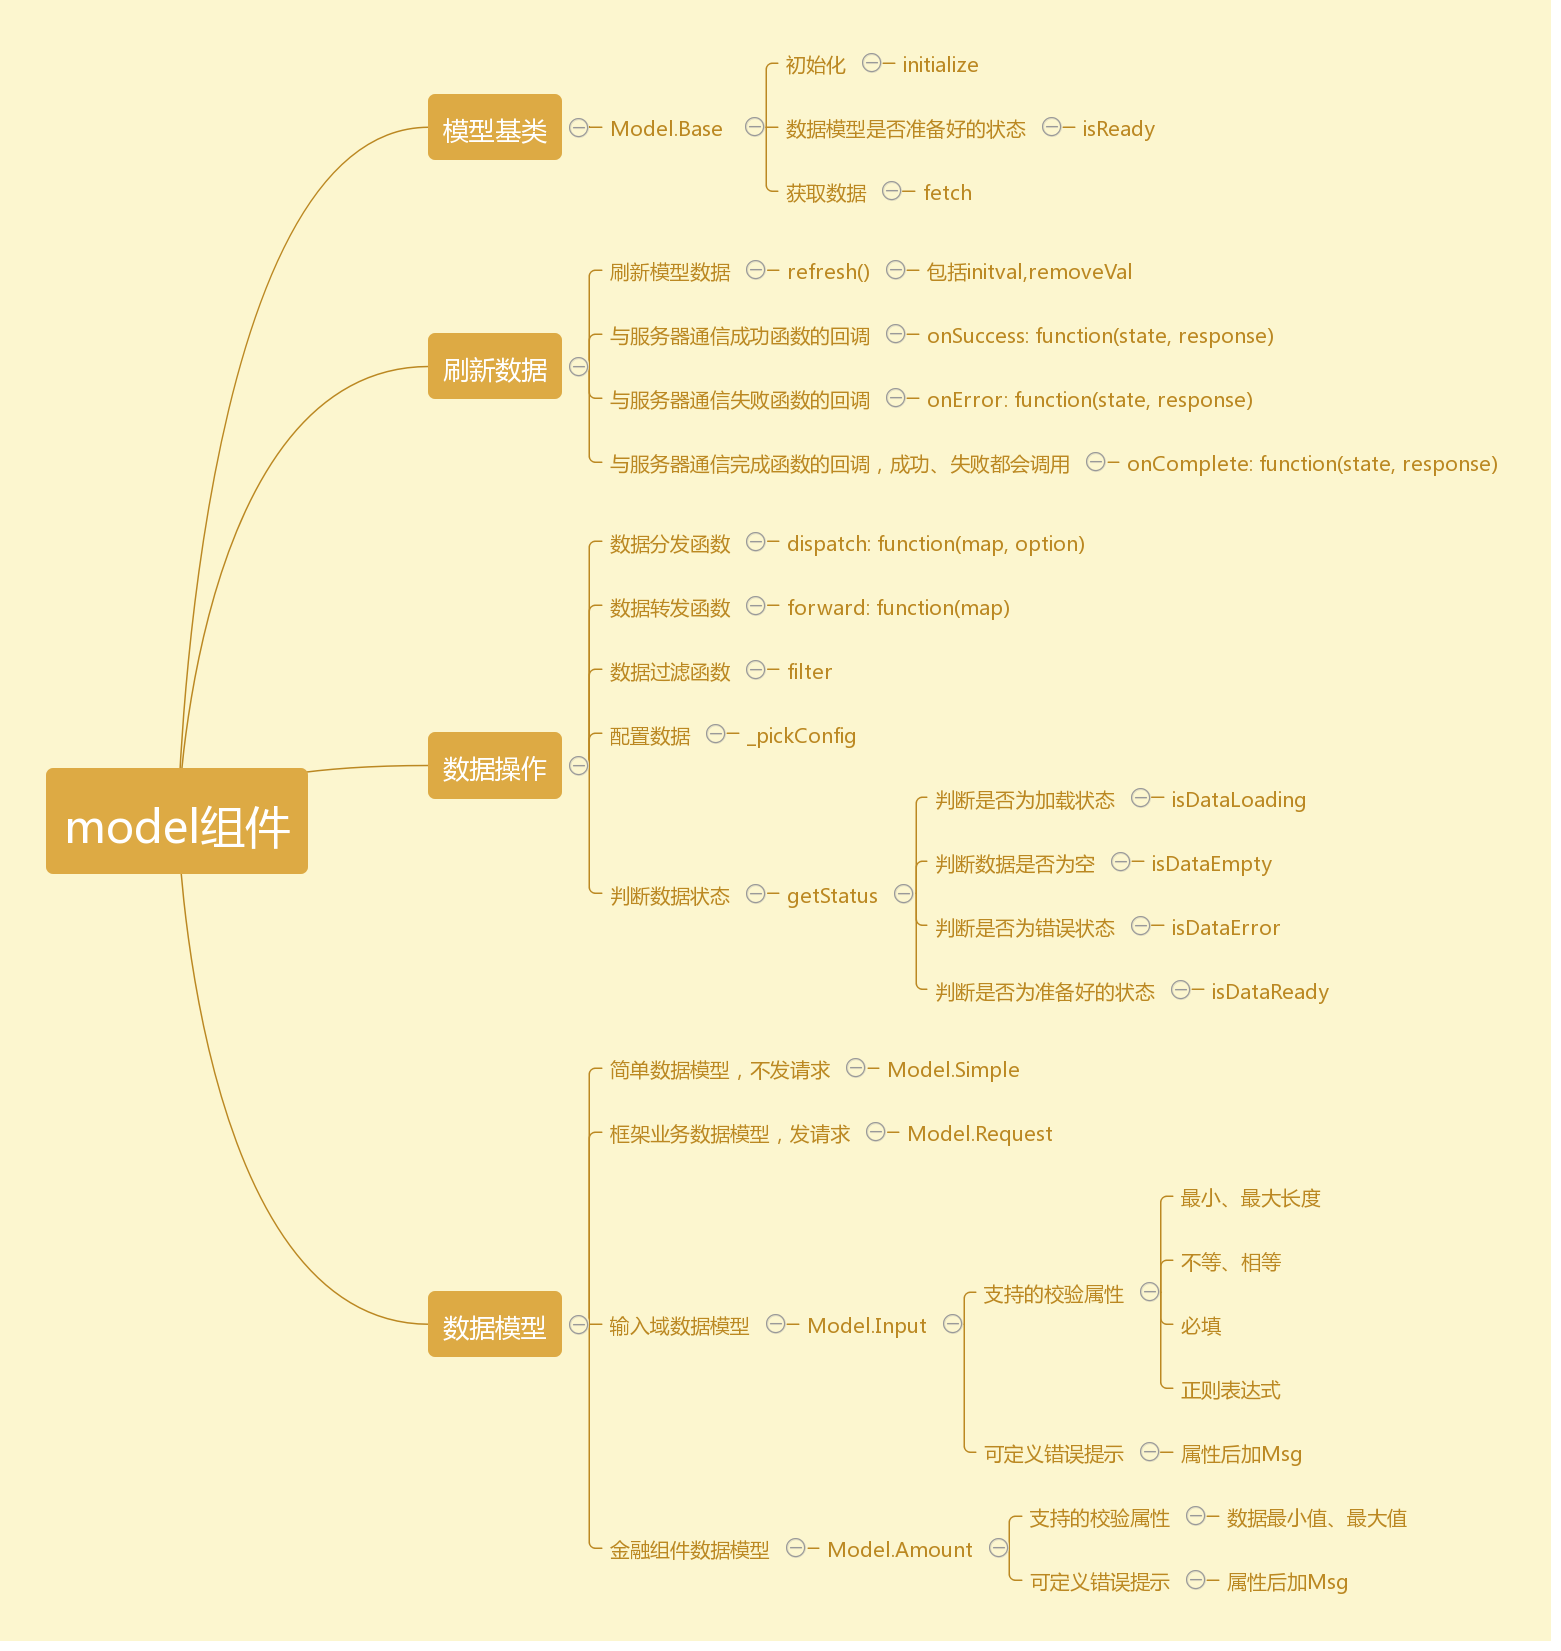 model组件
模型基类
Model.Base
初始化
initialize
数据模型是否准备好的状态
isReady
获取数据
fetch
刷新数据
刷新模型数据
refresh()
包括initval,removeVal
与服务器通信成功函数的回调
onSuccess: function(state, response)
与服务器通信失败函数的回调
onError: function(state, response)
与服务器通信完成函数的回调，成功、失败都会调用
onComplete: function(state, response)
数据操作
数据分发函数
dispatch: function(map, option)
数据转发函数
forward: function(map)
数据过滤函数
filter
配置数据
_pickConfig
判断数据状态
getStatus
判断是否为加载状态
isDataLoading
判断数据是否为空
isDataEmpty
判断是否为错误状态
isDataError
判断是否为准备好的状态
isDataReady
数据模型
简单数据模型，不发请求
Model.Simple
框架业务数据模型，发请求
Model.Request
输入域数据模型
Model.Input
支持的校验属性
最小、最大长度
不等、相等
必填
正则表达式
可定义错误提示
属性后加Msg
金融组件数据模型
Model.Amount
支持的校验属性
数据最小值、最大值
可定义错误提示
属性后加Msg